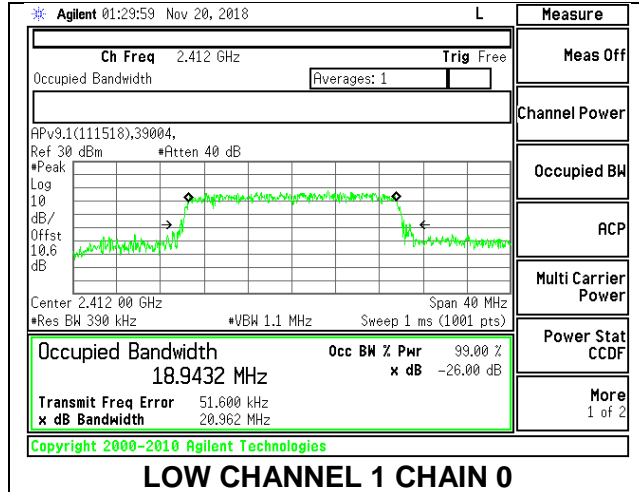 Agilent 01:29:59 Nov 20, 2018 L Measure
Ch Freq 2.412 GHz Trig Free
Meas Off
Occupied Bandwidth Averages: 1
Channel Power
APv9.1(111518),39004,
Ref 30 dBm #Atten 40 dB
#Peak
Log
10
dB/
Offst
10.6
dB
Occupied BW
ACP
Center 2.412 00 GHz Span 40 MHz
#Res BW 390 kHz #VBW 1.1 MHz Sweep 1 ms (1001 pts)
Multi Carrier
Power
Occupied Bandwidth Occ BW % Pwr 99.00 %
18.9432 MHz x dB -26.00 dB
Power Stat
CCDF
Transmit Freq Error 51.600 kHz
x dB Bandwidth 20.962 MHz
More
1 of 2
Copyright 2000-2010 Agilent Technologies
LOW CHANNEL 1 CHAIN 0